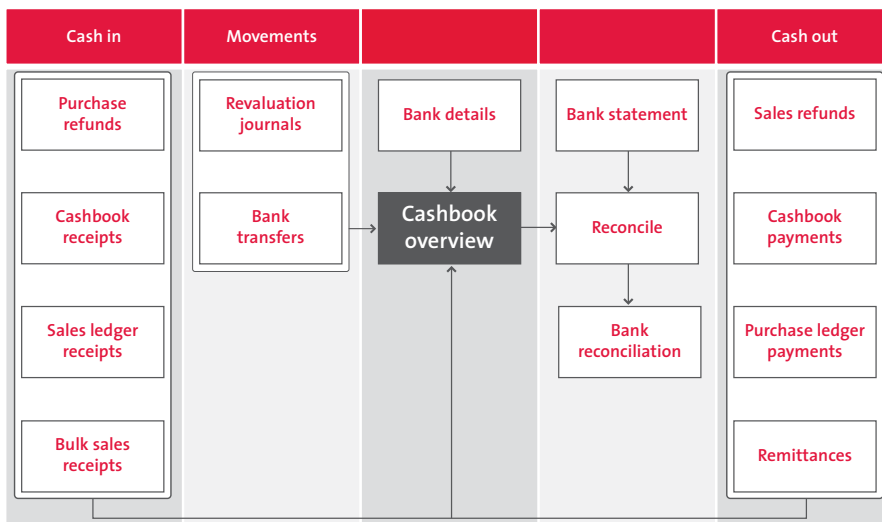 Cash in
Movements
Cash out
Purchase
refunds
Cashbook
receipts
Sales ledger
receipts
Bulk sales
receipts
Revaluation
journals
Bank
transfers
Bank details
Cashbook
overview
Bank statement
Reconcile
Bank
reconciliation
Sales refunds
Cashbook
payments
Purchase ledger
payments
Remittances